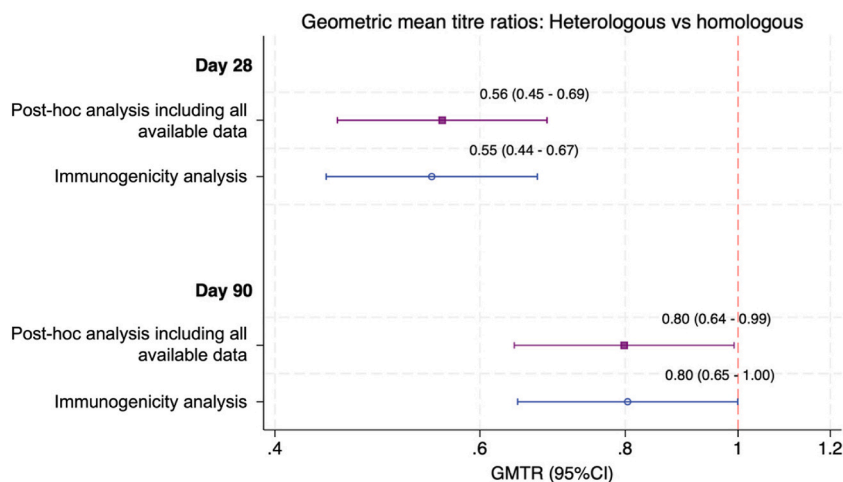 Geometric mean titre ratios: Heterologous vs homologous
Day 28
0.56 (0.45 - 0.69)
Post-hoc analysis including all
available data
0.55 (0.44 - 0.67)
Immunogenicity analysis
Day 90
0.80 (0.64 - 0.99)
Post-hoc analysis including all
available data
0.80 (0.65 - 1.00)
Immunogenicity analysis
.4 .6 .8 1 1.2
GMTR (95%CI)